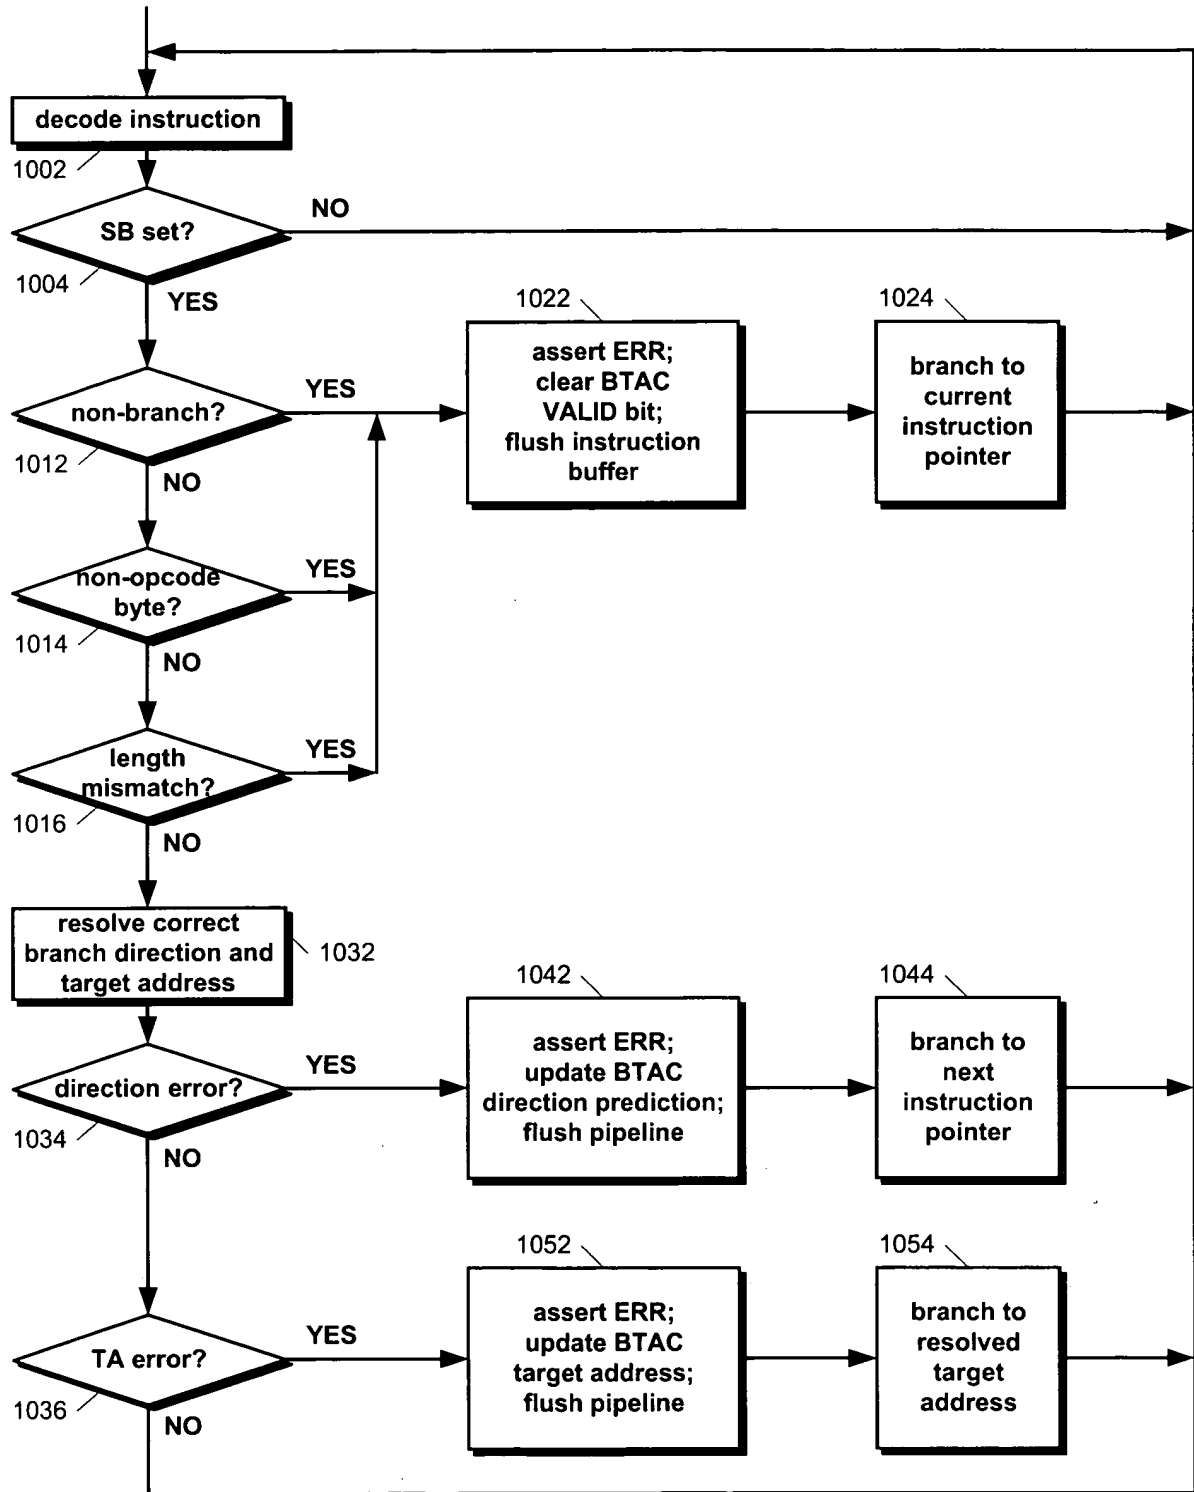 decode instruction
1002
SB set?
NO
1004
YES
non-branch?
YES
1012
NO
1022
assert ERR;
clear BTAC
VALID bit;
flush instruction
buffer
1024
branch to
current
instruction
pointer
non-opcode
byte?
YES
1014
NO
length
mismatch?
YES
1016
NO
resolve correct
branch direction and
target address
1032
direction error?
YES
1034
NO
1042
assert ERR;
update BTAC
direction prediction;
flush pipeline
1044
branch to
next
instruction
pointer
TA error?
YES
1036
NO
1052
assert ERR;
update BTAC
target address;
flush pipeline
1054
branch to
resolved
target
address